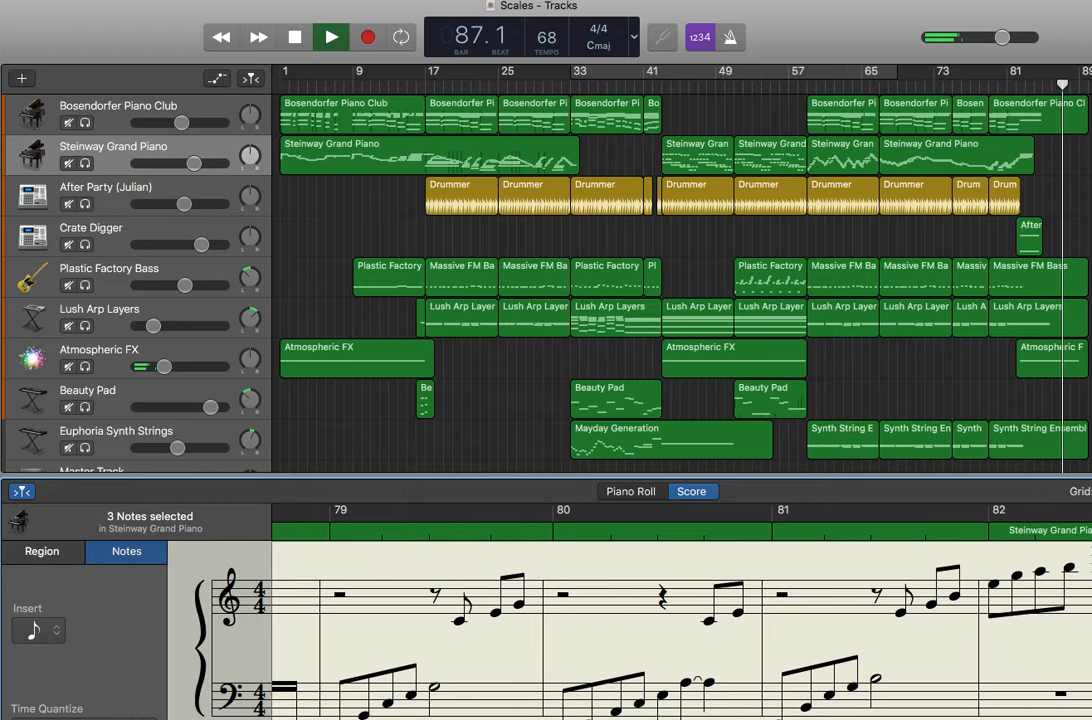 Scales - Tracks
087.1 68 4/4 Cmaj
BAR BEAT TEMPO
1234
1 9 17 25 33 41 49 57 65 73 81 89
Bosendorfer Piano Club
Bosendorfer Piano Club Bosendorfer Pi Bosendorfer Pi Bosendorfer Pi Bo Bosendorfer Pi Bosendorfer Pi Bosen Bosendorfer Piano Cl
L R
Steinway Grand Piano
Steinway Grand Piano Steinway Gran Steinway Grand Steinway Gran Steinway Grand Piano
L R
After Party (Julian)
Drummer Drummer Drummer Drummer Drummer Drummer Drummer Drum Drum
L R
Crate Digger
After
L R
Plastic Factory Bass
Plastic Factory Massive FM Ba Massive FM Ba Plastic Factory Pl Plastic Factory Massive FM Ba Massive FM Ba Massiv Massive FM Bass
L R
Lush Arp Layers
Lush Arp Layer Lush Arp Layer Lush Arp Layers Lush Arp Layer Lush Arp Layer Lush Arp Layer Lush Arp Layer Lush A Lush Arp Layers
L R
Atmospheric FX
Atmospheric FX Atmospheric FX Atmospheric F
L R
Beauty Pad
Be Beauty Pad Beauty Pad
L R
Euphoria Synth Strings
Mayday Generation Synth String E Synth String En Synth Synth String Ensembl
L R
Master Track
Piano Roll Score Grid:
3 Notes selected
in Steinway Grand Piano
79 80 81 82
Steinway Grand Pia
Region Notes
4
4
Insert
4
4
Time Quantize